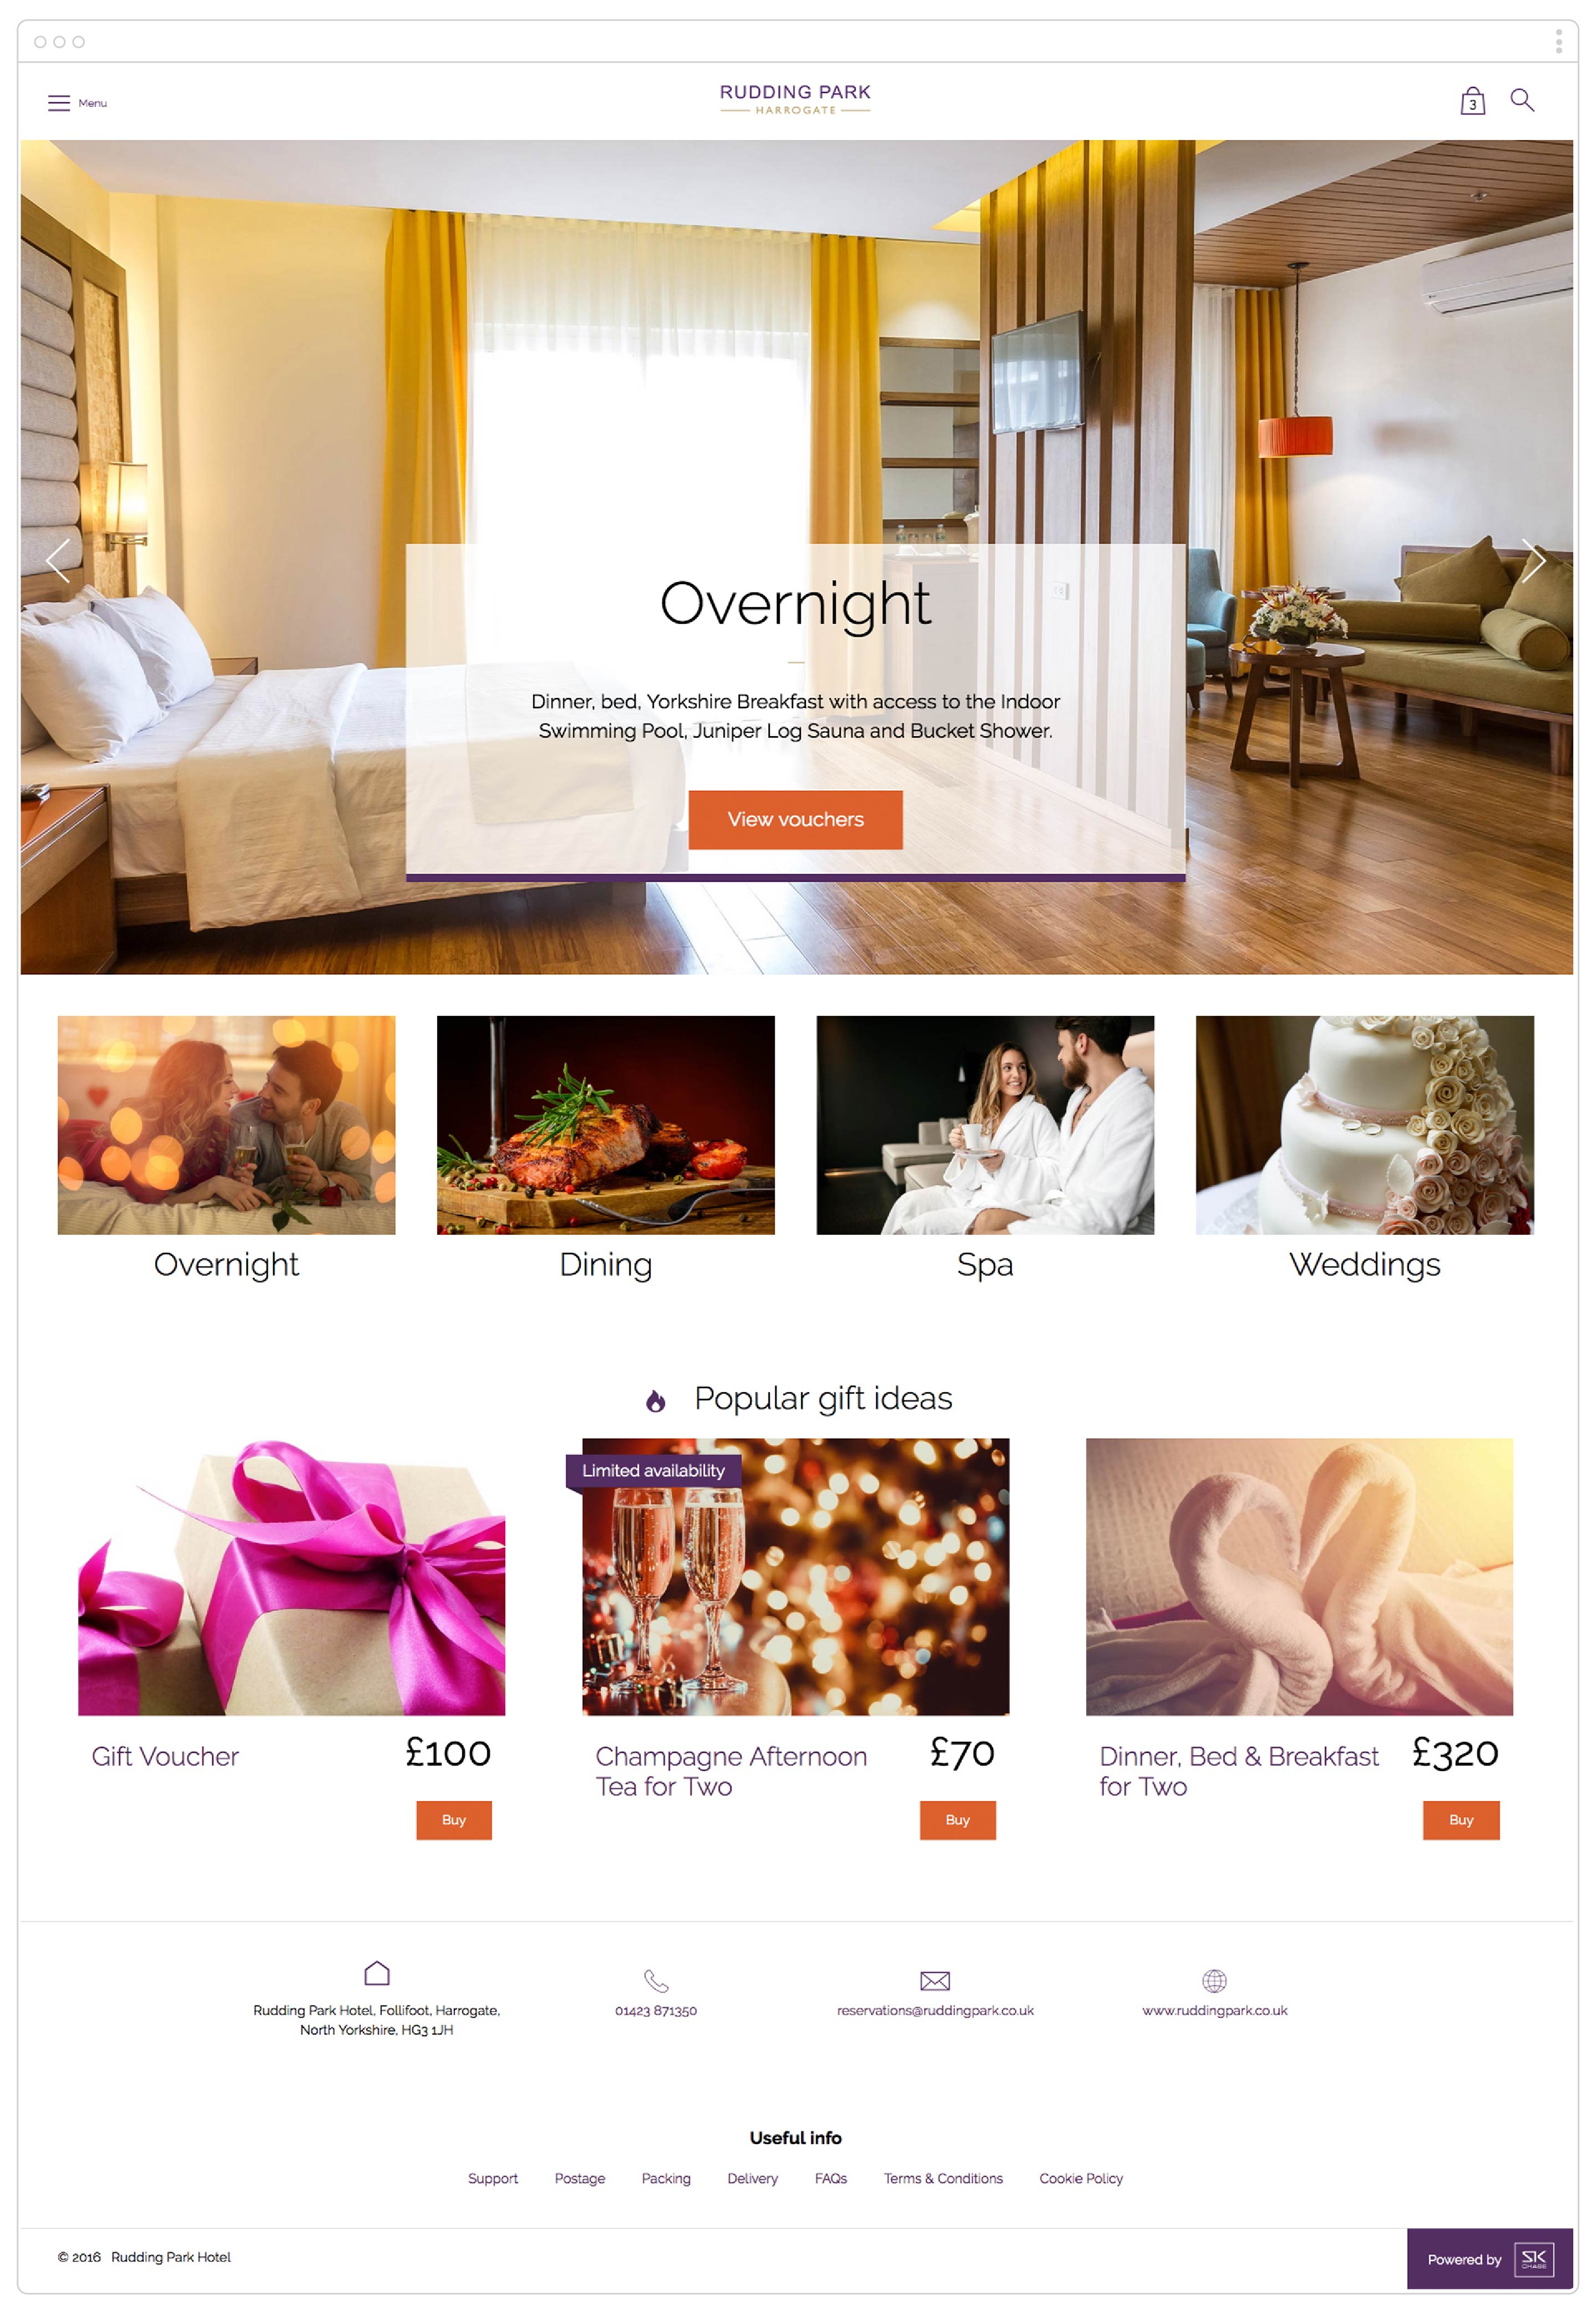 Menu
RUDDING PARK
HARROGATE
3
Overnight
Dinner, bed, Yorkshire Breakfast with access to the Indoor
Swimming Pool, Juniper Log Sauna and Bucket Shower.
View vouchers
Overnight
Dining
Spa
Weddings
Popular gift ideas
Limited availability
Gift Voucher
£100
Buy
Champagne Afternoon
Tea for Two
£70
Buy
Dinner, Bed & Breakfast
for Two
£320
Buy
Rudding Park Hotel, Follifoot, Harrogate,
North Yorkshire, HG3 1JH
01423 871350
reservations@ruddingpark.co.uk
www.ruddingpark.co.uk
Useful info
Support Postage Packing Delivery FAQs Terms & Conditions Cookie Policy
© 2016 Rudding Park Hotel
Powered by
SK
CHASE